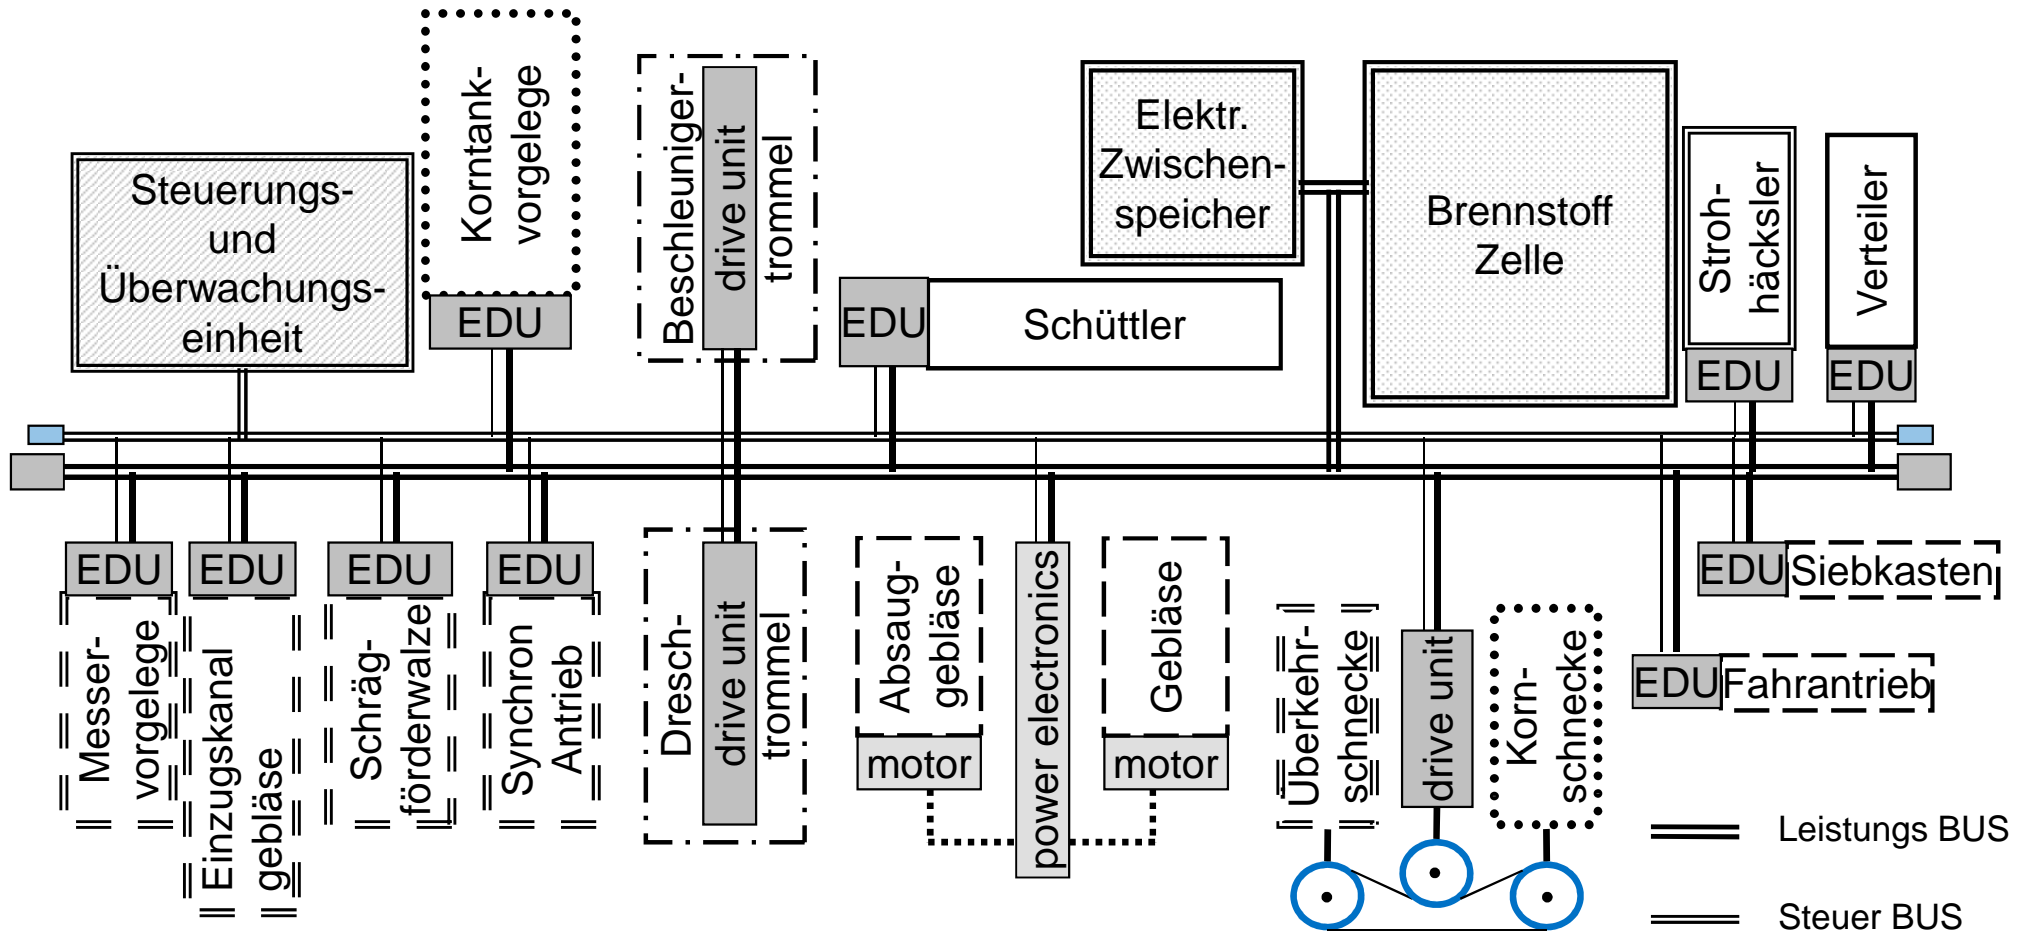 Steuerungs-
und
Überwachungs-
einheit
Korntank-
vorgelege
EDU
Beschleuniger-
drive unit
trommel
EDU
Schüttler
Elektr.
Zwischen-
speicher
Brennstoff
Zelle
Stroh-
häcksler
EDU
Verteiler
EDU
EDU
Messer-
vorgelege
EDU
Einzugskanal
gebläse
EDU
Schräg-
förderwalze
EDU
Synchron
Antrieb
Dresch-
drive unit
trommel
Absaug-
gebläse
motor
power electronics
Gebläse
motor
Überkehr-
schnecke
drive unit
Korn-
schnecke
EDU
Siebkasten
EDU
Fahrantrieb
Leistungs BUS
Steuer BUS